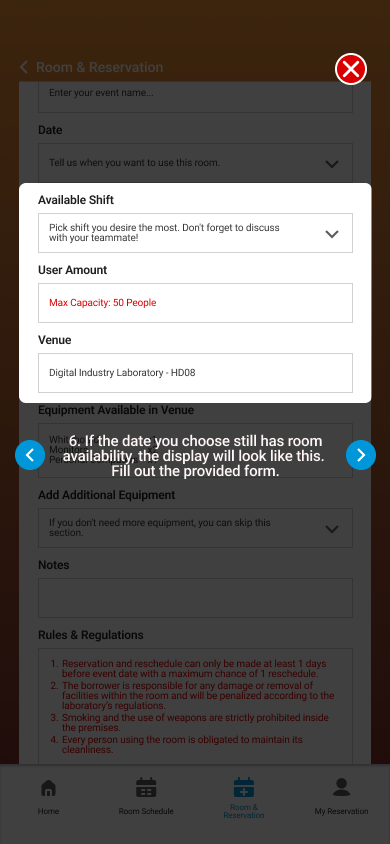 Room & Reservation
Enter your event name...
Date
Tell us when you want to use this room.
Available Shift
Pick shift you desire the most. Don't forget to discuss
with your teammate!
User Amount
Max Capacity: 50 People
Venue
Digital Industry Laboratory - HD08
Equipment Available in Venue
6. If the date you choose still has room
availability, the display will look like this.
Fill out the provided form.
Add Additional Equipment
If you don't need more equipment, you can skip this
section.
Notes
Rules & Regulations
1. Reservation and reschedule can only be made at least 1 days
before event date with a maximum chance of 1 reschedule.
2. The borrower is responsible for any damage or removal of
facilities within the room and will be penalized according to the
laboratory's regulations.
3. Smoking and the use of weapons are strictly prohibited inside
the premises.
4. Every person using the room is obligated to maintain its
cleanliness.
Home
Room Schedule
Room &
Reservation
My Reservation